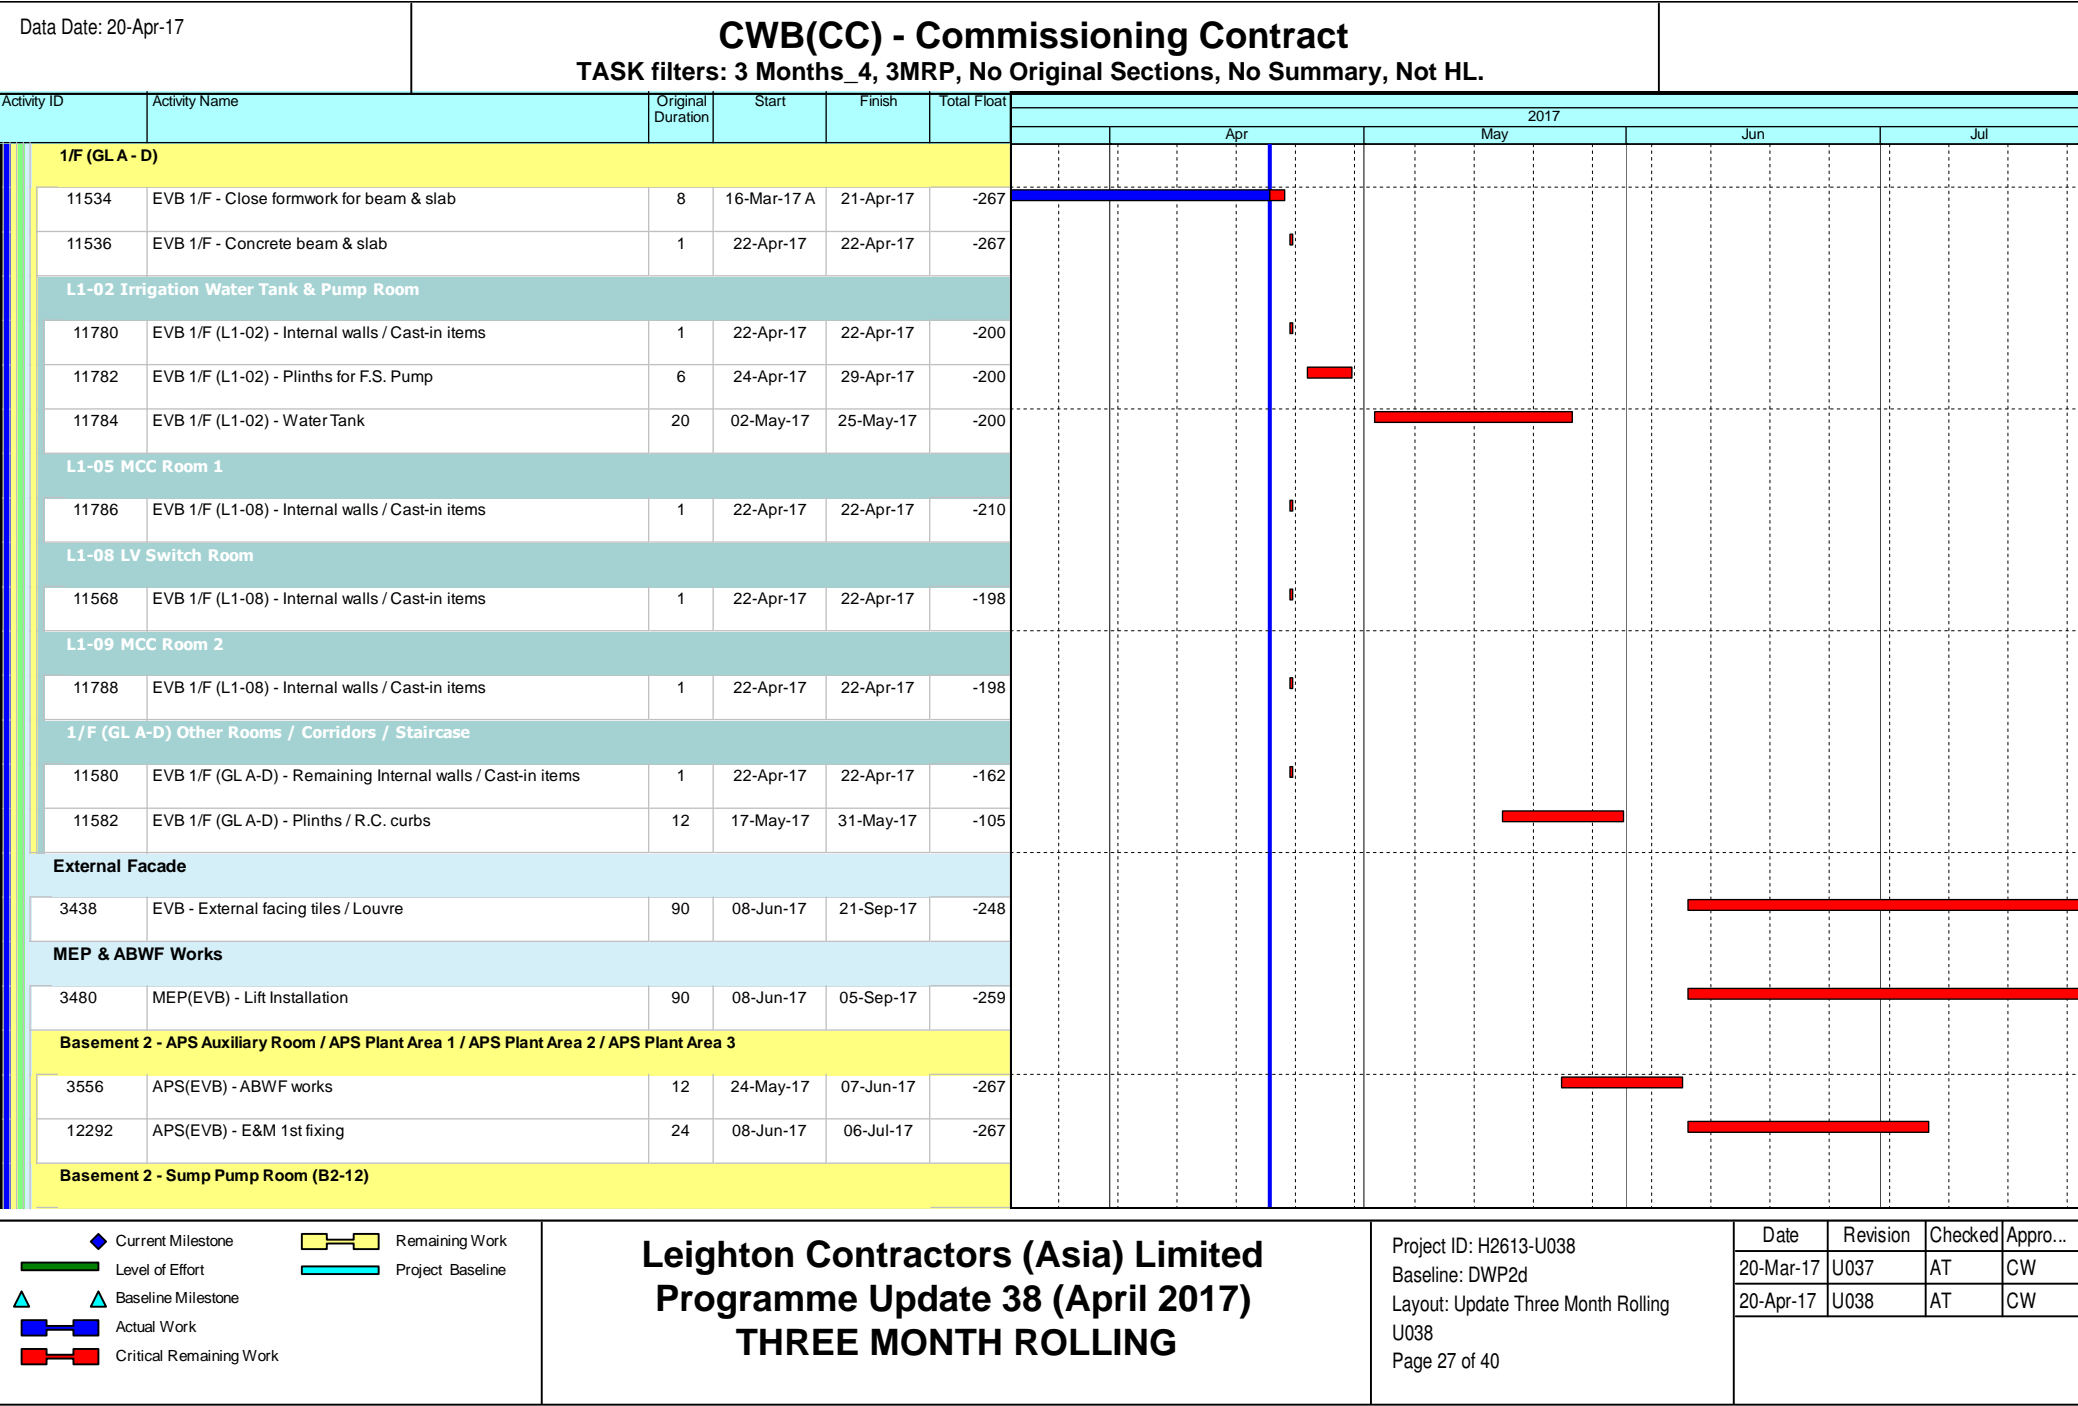 Data Date: 20-Apr-17
CWB(CC) - Commissioning Contract
TASK filters: 3 Months_4, 3MRP, No Original Sections, No Summary, Not HL.
Activity ID Activity Name Original Duration Start Finish Total Float
2017
Apr May Jun Jul
1/F (GL A - D)
11534 EVB 1/F - Close formwork for beam & slab 8 16-Mar-17 A 21-Apr-17 -267
11536 EVB 1/F - Concrete beam & slab 1 22-Apr-17 22-Apr-17 -267
L1-02 Irrigation Water Tank & Pump Room
11780 EVB 1/F (L1-02) - Internal walls / Cast-in items 1 22-Apr-17 22-Apr-17 -200
11782 EVB 1/F (L1-02) - Plinths for F.S. Pump 6 24-Apr-17 29-Apr-17 -200
11784 EVB 1/F (L1-02) - Water Tank 20 02-May-17 25-May-17 -200
L1-05 MCC Room 1
11786 EVB 1/F (L1-08) - Internal walls / Cast-in items 1 22-Apr-17 22-Apr-17 -210
L1-08 LV Switch Room
11568 EVB 1/F (L1-08) - Internal walls / Cast-in items 1 22-Apr-17 22-Apr-17 -198
L1-09 MCC Room 2
11788 EVB 1/F (L1-08) - Internal walls / Cast-in items 1 22-Apr-17 22-Apr-17 -198
1/F (GL A-D) Other Rooms / Corridors / Staircase
11580 EVB 1/F (GL A-D) - Remaining Internal walls / Cast-in items 1 22-Apr-17 22-Apr-17 -162
11582 EVB 1/F (GL A-D) - Plinths / R.C. curbs 12 17-May-17 31-May-17 -105
External Facade
3438 EVB - External facing tiles / Louvre 90 08-Jun-17 21-Sep-17 -248
MEP & ABWF Works
3480 MEP(EVB) - Lift Installation 90 08-Jun-17 05-Sep-17 -259
Basement 2 - APS Auxiliary Room / APS Plant Area 1 / APS Plant Area 2 / APS Plant Area 3
3556 APS(EVB) - ABWF works 12 24-May-17 07-Jun-17 -267
12292 APS(EVB) - E&M 1st fixing 24 08-Jun-17 06-Jul-17 -267
Basement 2 - Sump Pump Room (B2-12)
Current Milestone
Level of Effort
Baseline Milestone
Actual Work
Critical Remaining Work
Remaining Work
Project Baseline
Leighton Contractors (Asia) Limited
Programme Update 38 (April 2017)
THREE MONTH ROLLING
Project ID: H2613-U038
Baseline: DWP2d
Layout: Update Three Month Rolling
U038
Page 27 of 40
Date Revision Checked Appro...
20-Mar-17 U037 AT CW
20-Apr-17 U038 AT CW